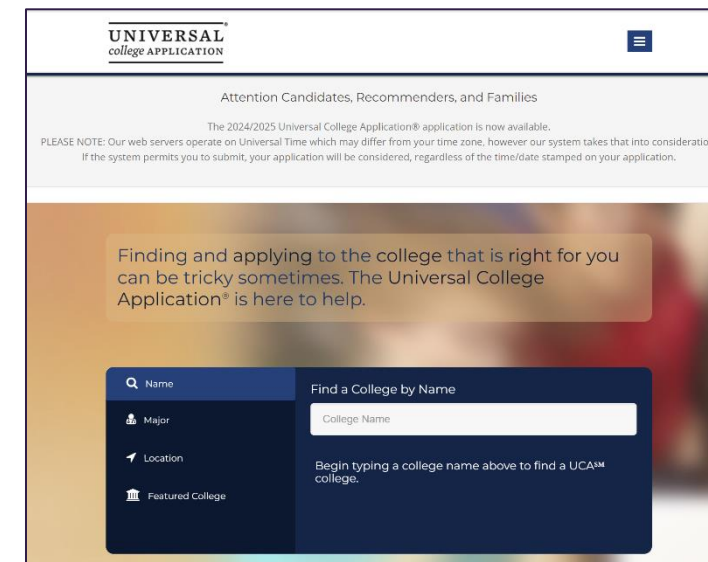 UNIVERSAL®
college APPLICATION
Attention Candidates, Recommenders, and Families
The 2024/2025 Universal College Application® application is now available.
PLEASE NOTE: Our web servers operate on Universal Time which may differ from your time zone, however our system takes that into consideratio
If the system permits you to submit, your application will be considered, regardless of the time/date stamped on your application.
Finding and applying to the college that is right for you
can be tricky sometimes. The Universal College
Application® is here to help.
Name
Major
Location
Featured College
Find a College by Name
College Name
Begin typing a college name above to find a UCA℠
college.